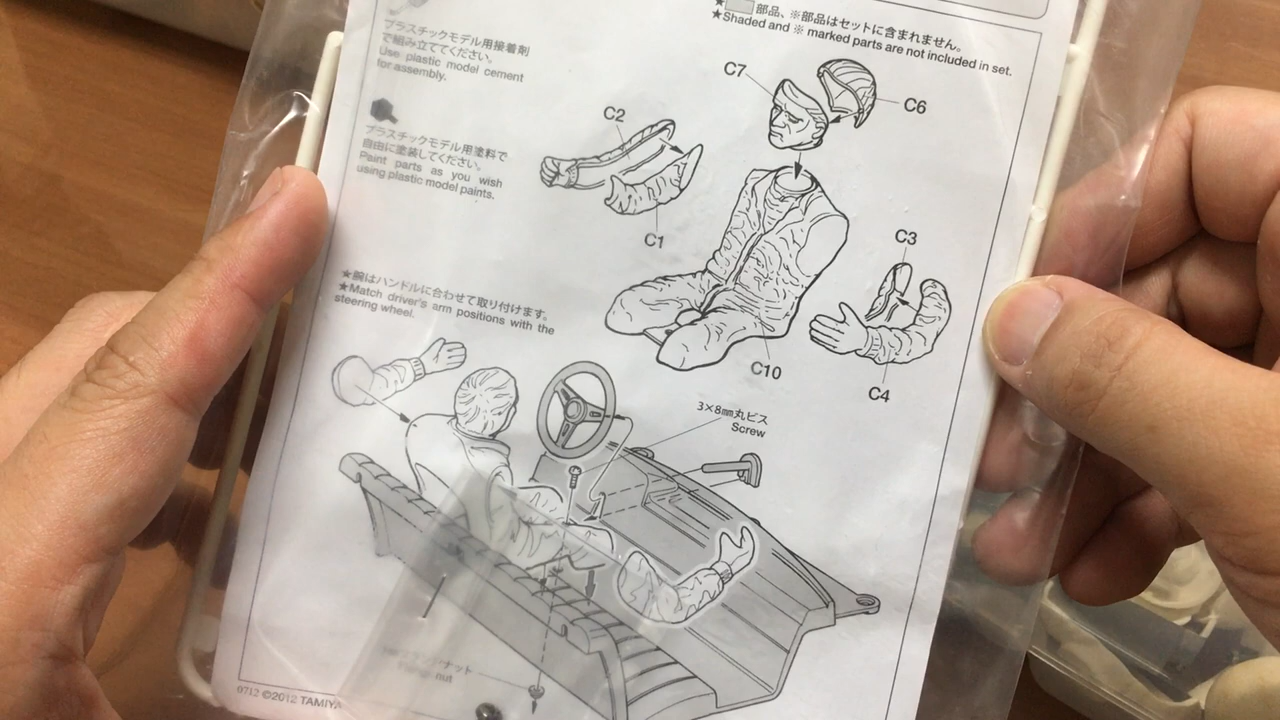 ★ 部品、※部品はセットに含まれません。
★Shaded and ※ marked parts are not included in set.
プラスチックモデル用接着剤
で組み立ててください。
Use plastic model cement
for assembly.
プラスチックモデル用塗料で
自由に塗装してください。
Paint parts as you wish
using plastic model paints.
C7
C6
C2
C1
C3
C10
C4
★腕はハンドルに合わせて取り付けます。
★Match driver's arm positions with the
steering wheel.
3×8mm丸ビス
Screw
ナット
nut
0712 ©2012 TAMIYA